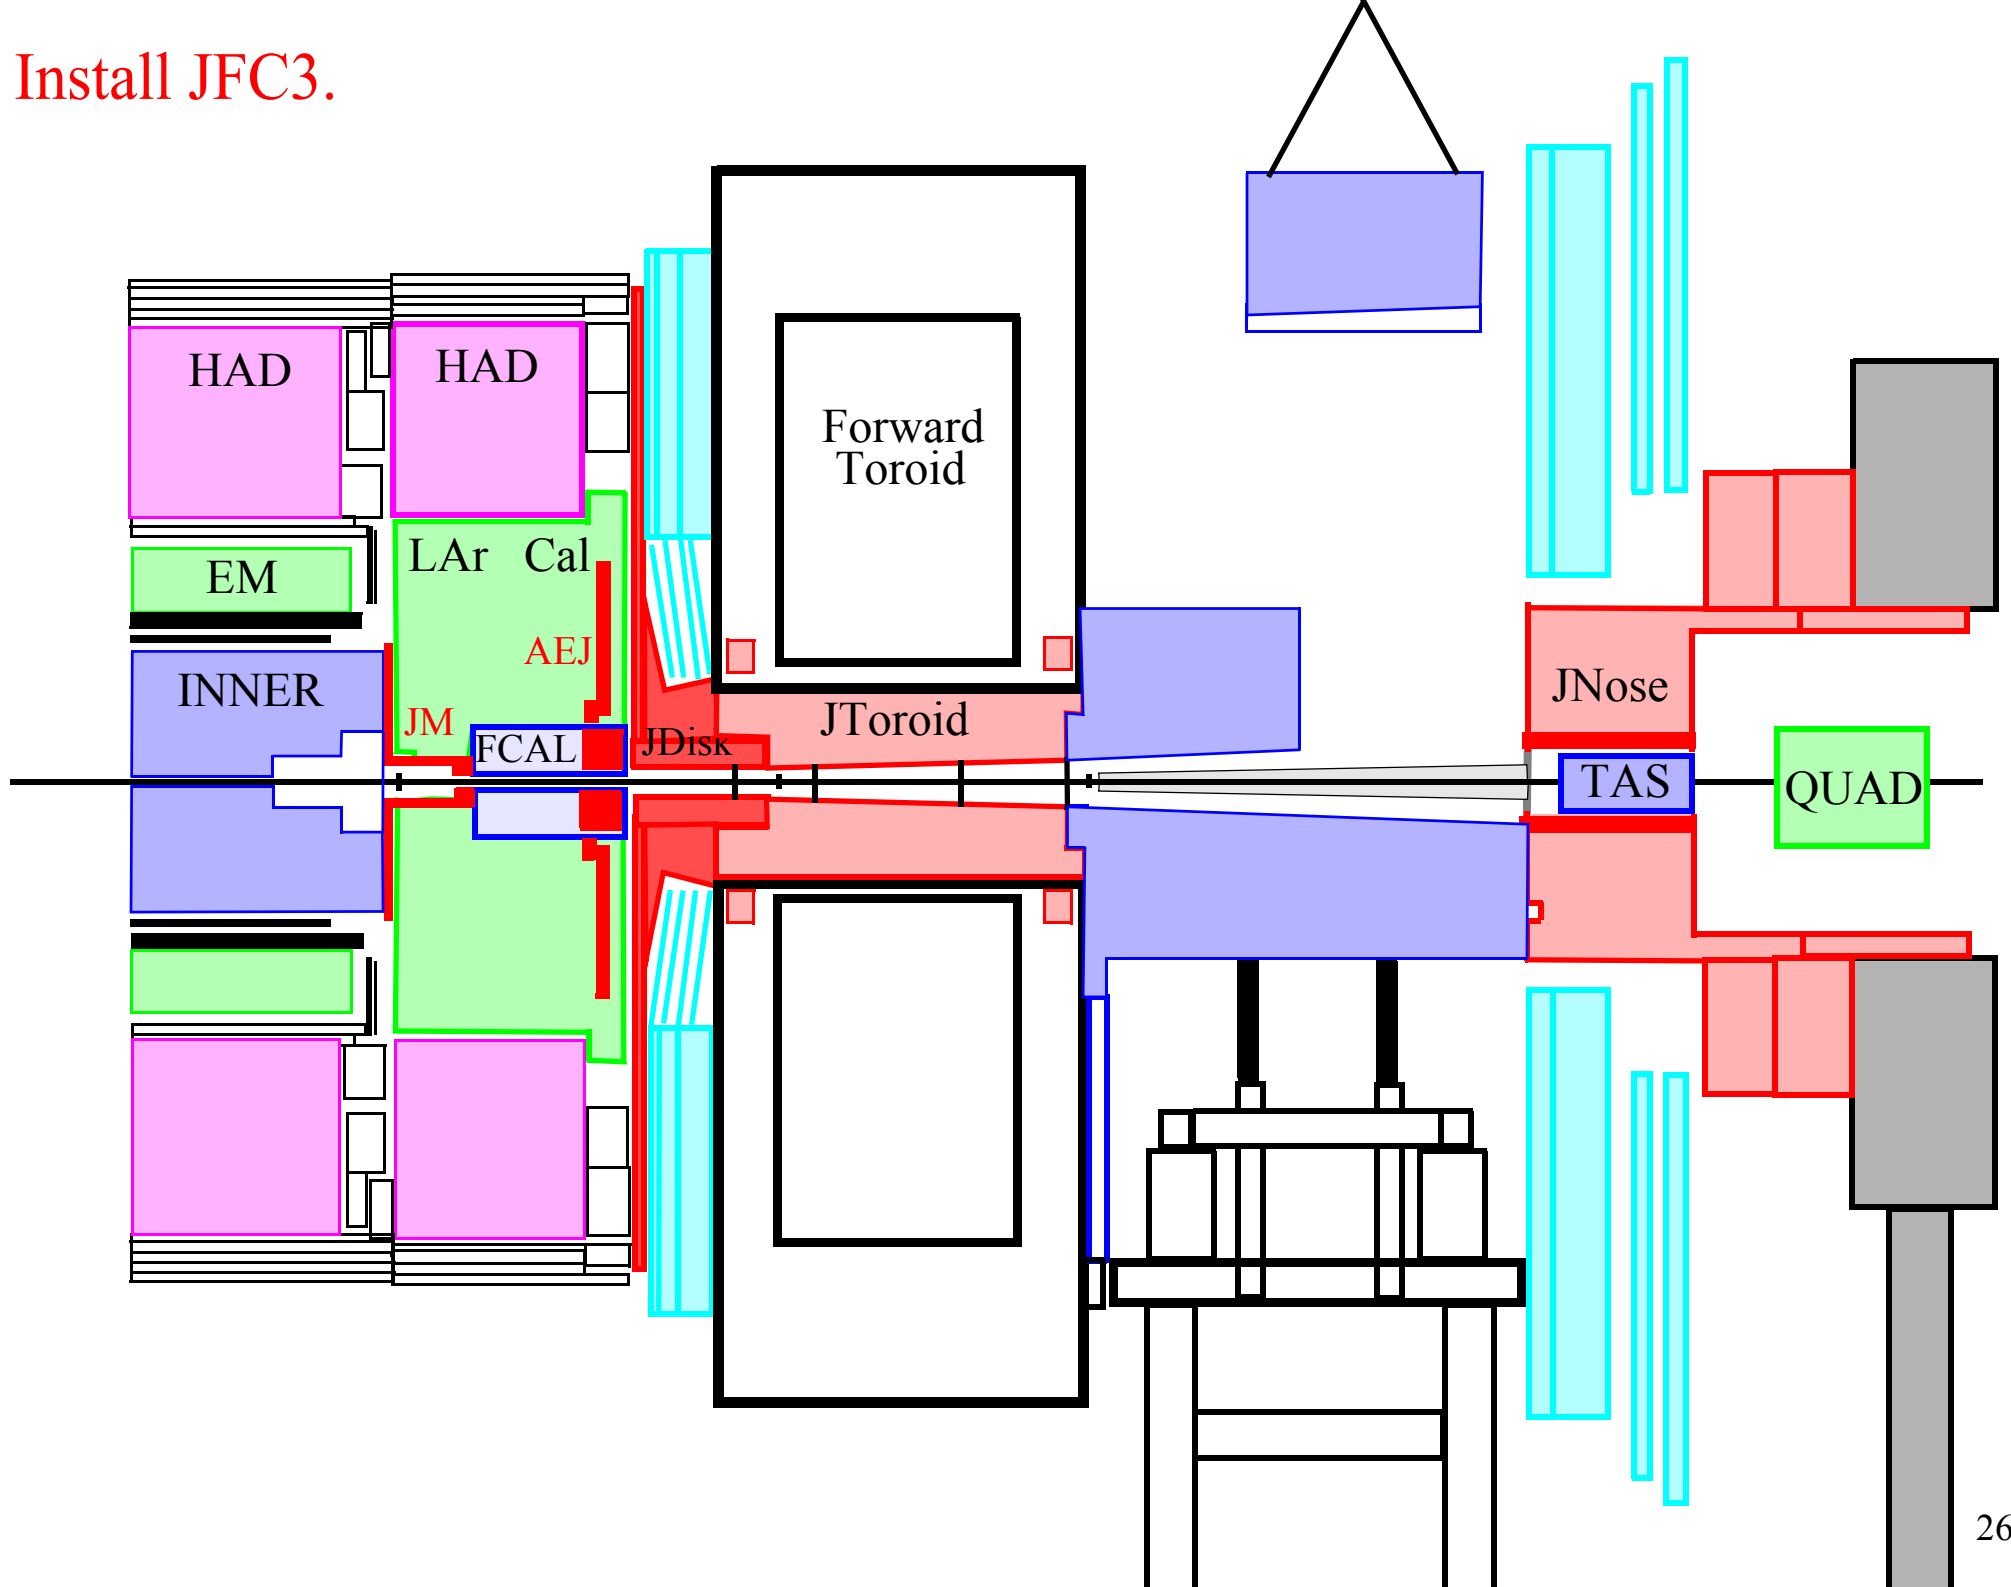 Install JFC3.
HAD
HAD
Forward
Toroid
LAr Cal
EM
AEJ
INNER
JNose
JM
JToroid
FCAL
JDisk
TAS
QUAD
26